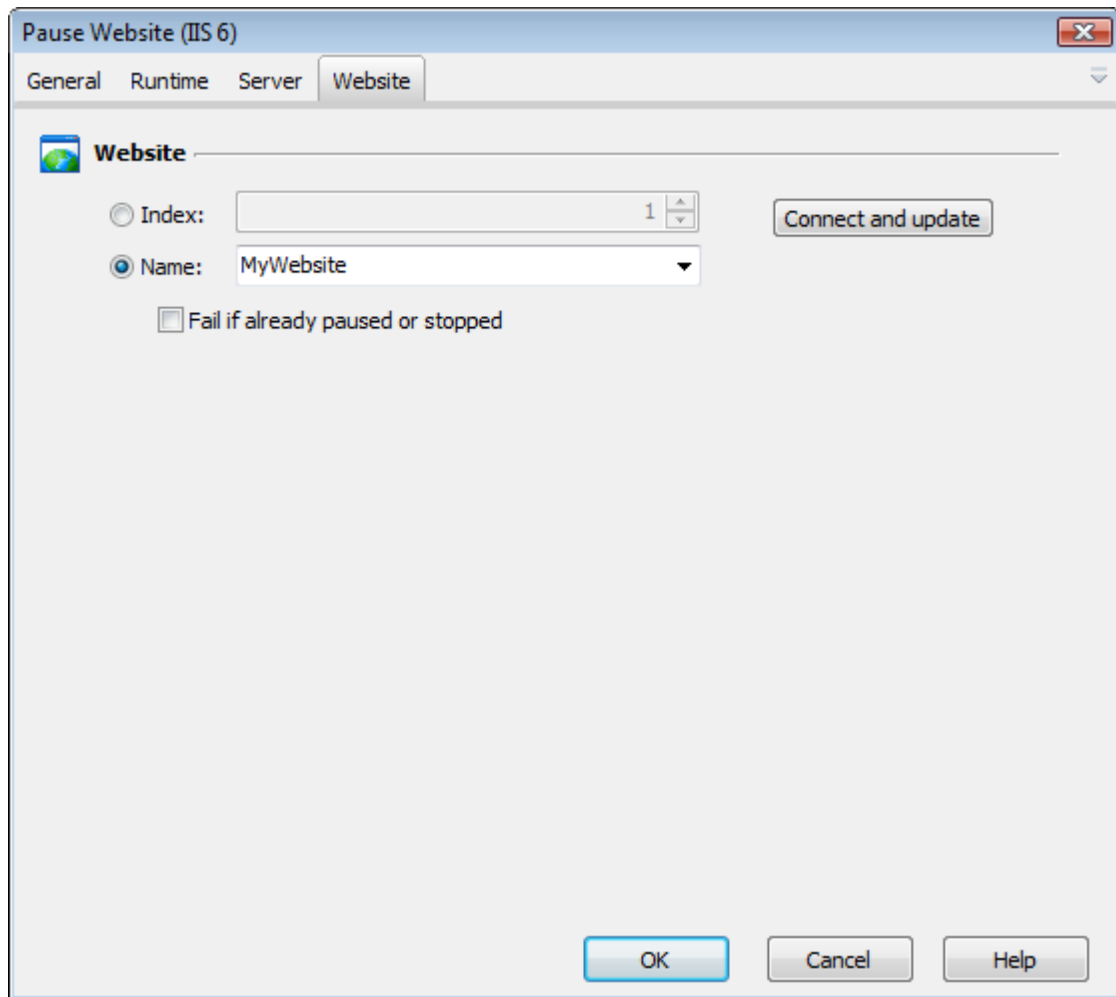 Pause Website (IIS 6)
General Runtime Server Website
Website
Index: 1 Connect and update
Name: MyWebsite
Fail if already paused or stopped
OK Cancel Help